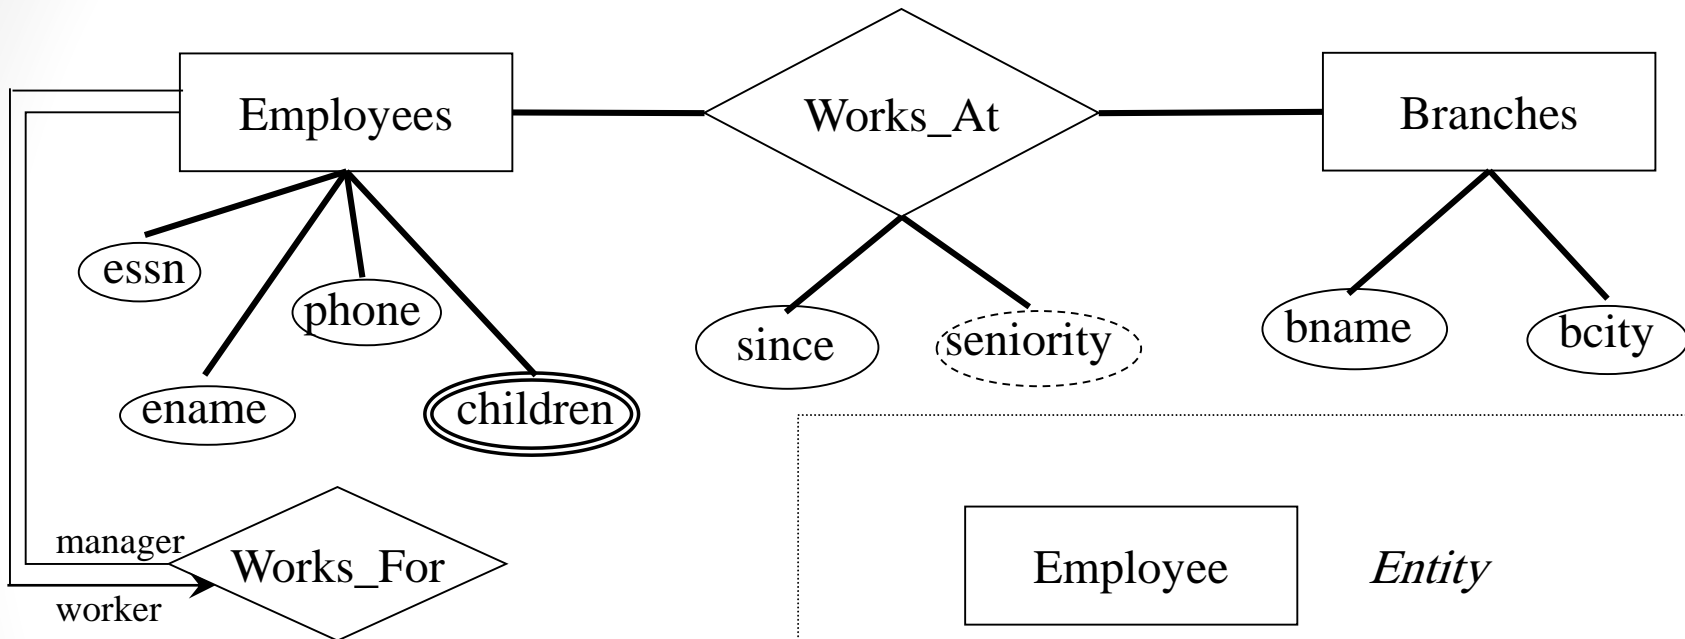 Employees
Works_At
Branches
essn
phone
ename
children
since
seniority
bname
bcity
manager
Works_For
worker
Employee
Entity